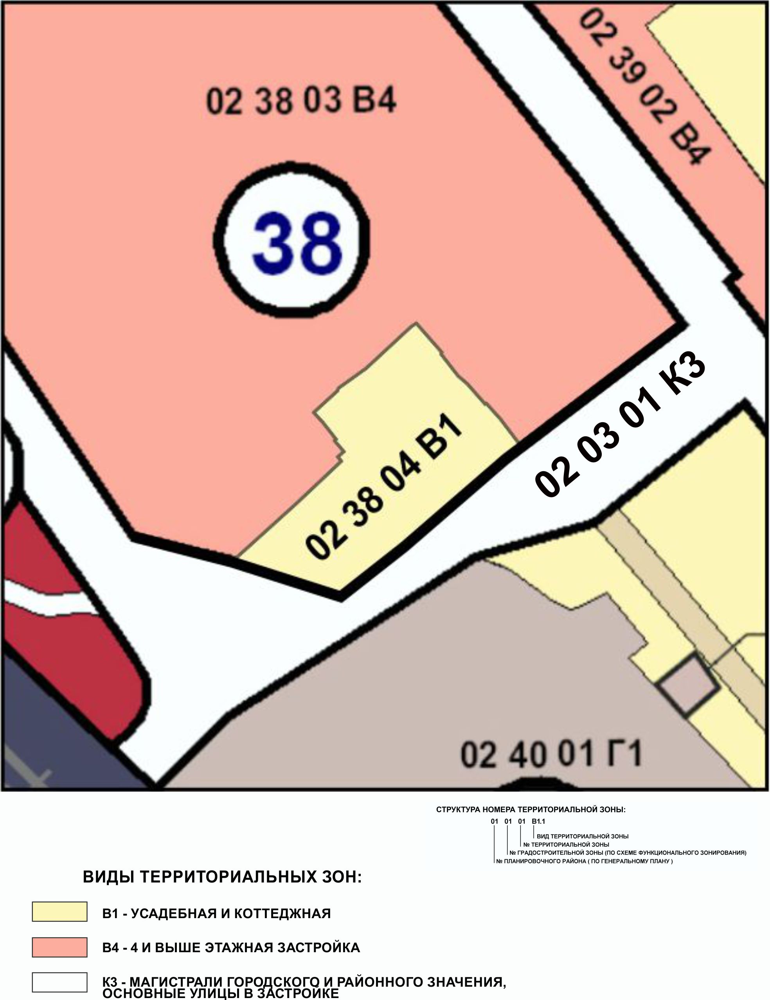 02 39 02 В4
02 38 03 В4
38
02 03 01 К3
02 38 04 В1
02 40 01 Г1
СТРУКТУРА НОМЕРА ТЕРРИТОРИАЛЬНОЙ ЗОНЫ:
01 01 01 В1.1
ВИД ТЕРРИТОРИАЛЬНОЙ ЗОНЫ
№ ТЕРРИТОРИАЛЬНОЙ ЗОНЫ
№ ГРАДОСТРОИТЕЛЬНОЙ ЗОНЫ (ПО СХЕМЕ ФУНКЦИОНАЛЬНОГО ЗОНИРОВАНИЯ)
№ ПЛАНИРОВОЧНОГО РАЙОНА ( ПО ГЕНЕРАЛЬНОМУ ПЛАНУ )
ВИДЫ ТЕРРИТОРИАЛЬНЫХ ЗОН:
В1 - УСАДЕБНАЯ И КОТТЕДЖНАЯ
В4 - 4 И ВЫШЕ ЭТАЖНАЯ ЗАСТРОЙКА
К3 - МАГИСТРАЛИ ГОРОДСКОГО И РАЙОННОГО ЗНАЧЕНИЯ,
ОСНОВНЫЕ УЛИЦЫ В ЗАСТРОЙКЕ